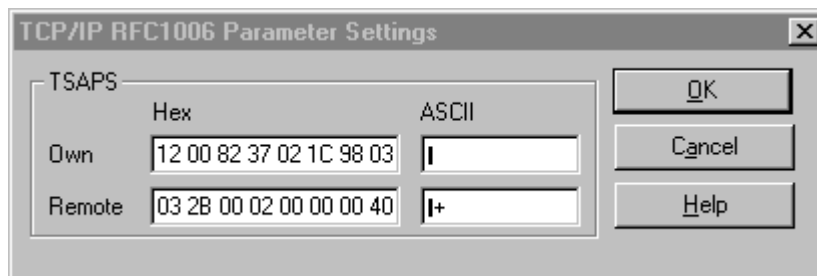 TCP/IP RFC1006 Parameter Settings
TSAPS
Hex ASCII
Own 12 00 82 37 02 1C 98 03
Remote 03 2B 00 02 00 00 00 40 +
OK
Cancel
Help